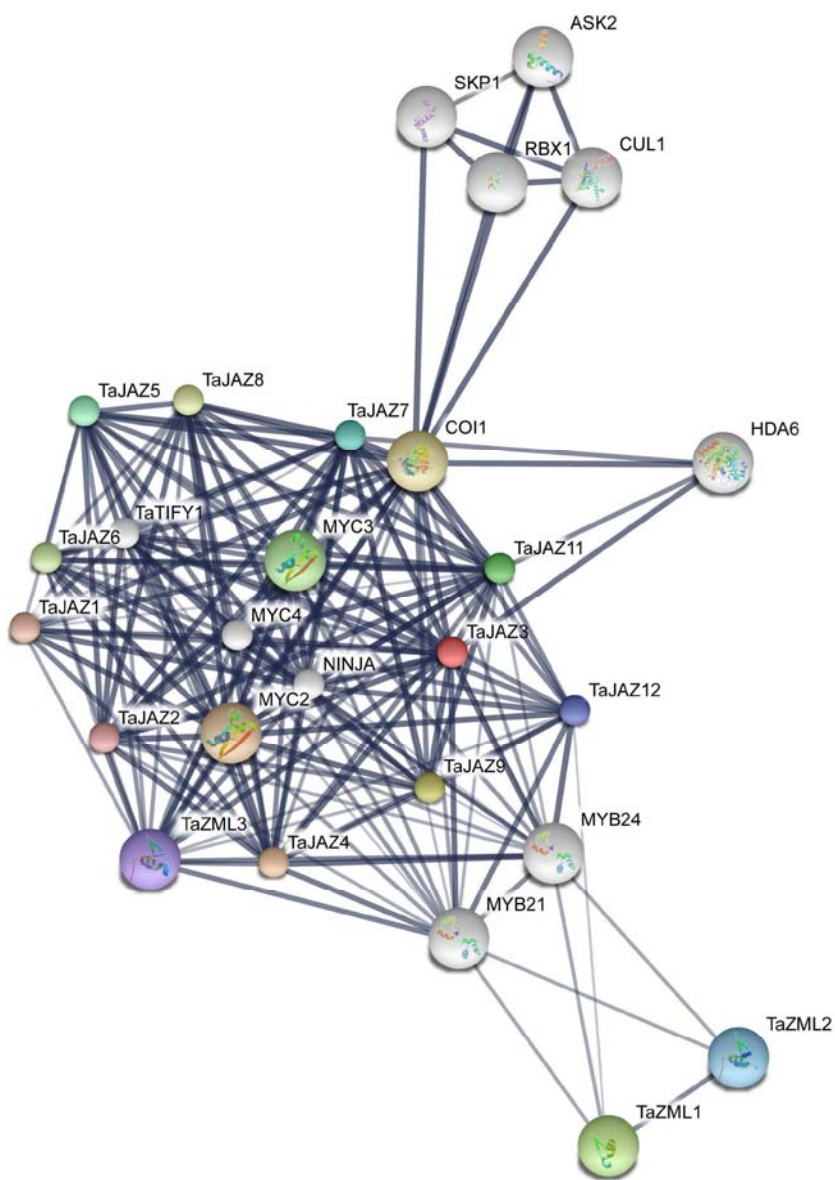 ASK2
SKP1
RBX1
CUL1
TaJAZ5
TaJAZ8
TaJAZ7
COI1
HDA6
TaTIFY1
TaJAZ6
MYC3
TaJAZ11
TaJAZ1
MYC4
TaJAZ3
NINJA
TaJAZ2
MYC2
TaJAZ12
TaJAZ9
TaZML3
TaJAZ4
MYB24
MYB21
TaZML2
TaZML1